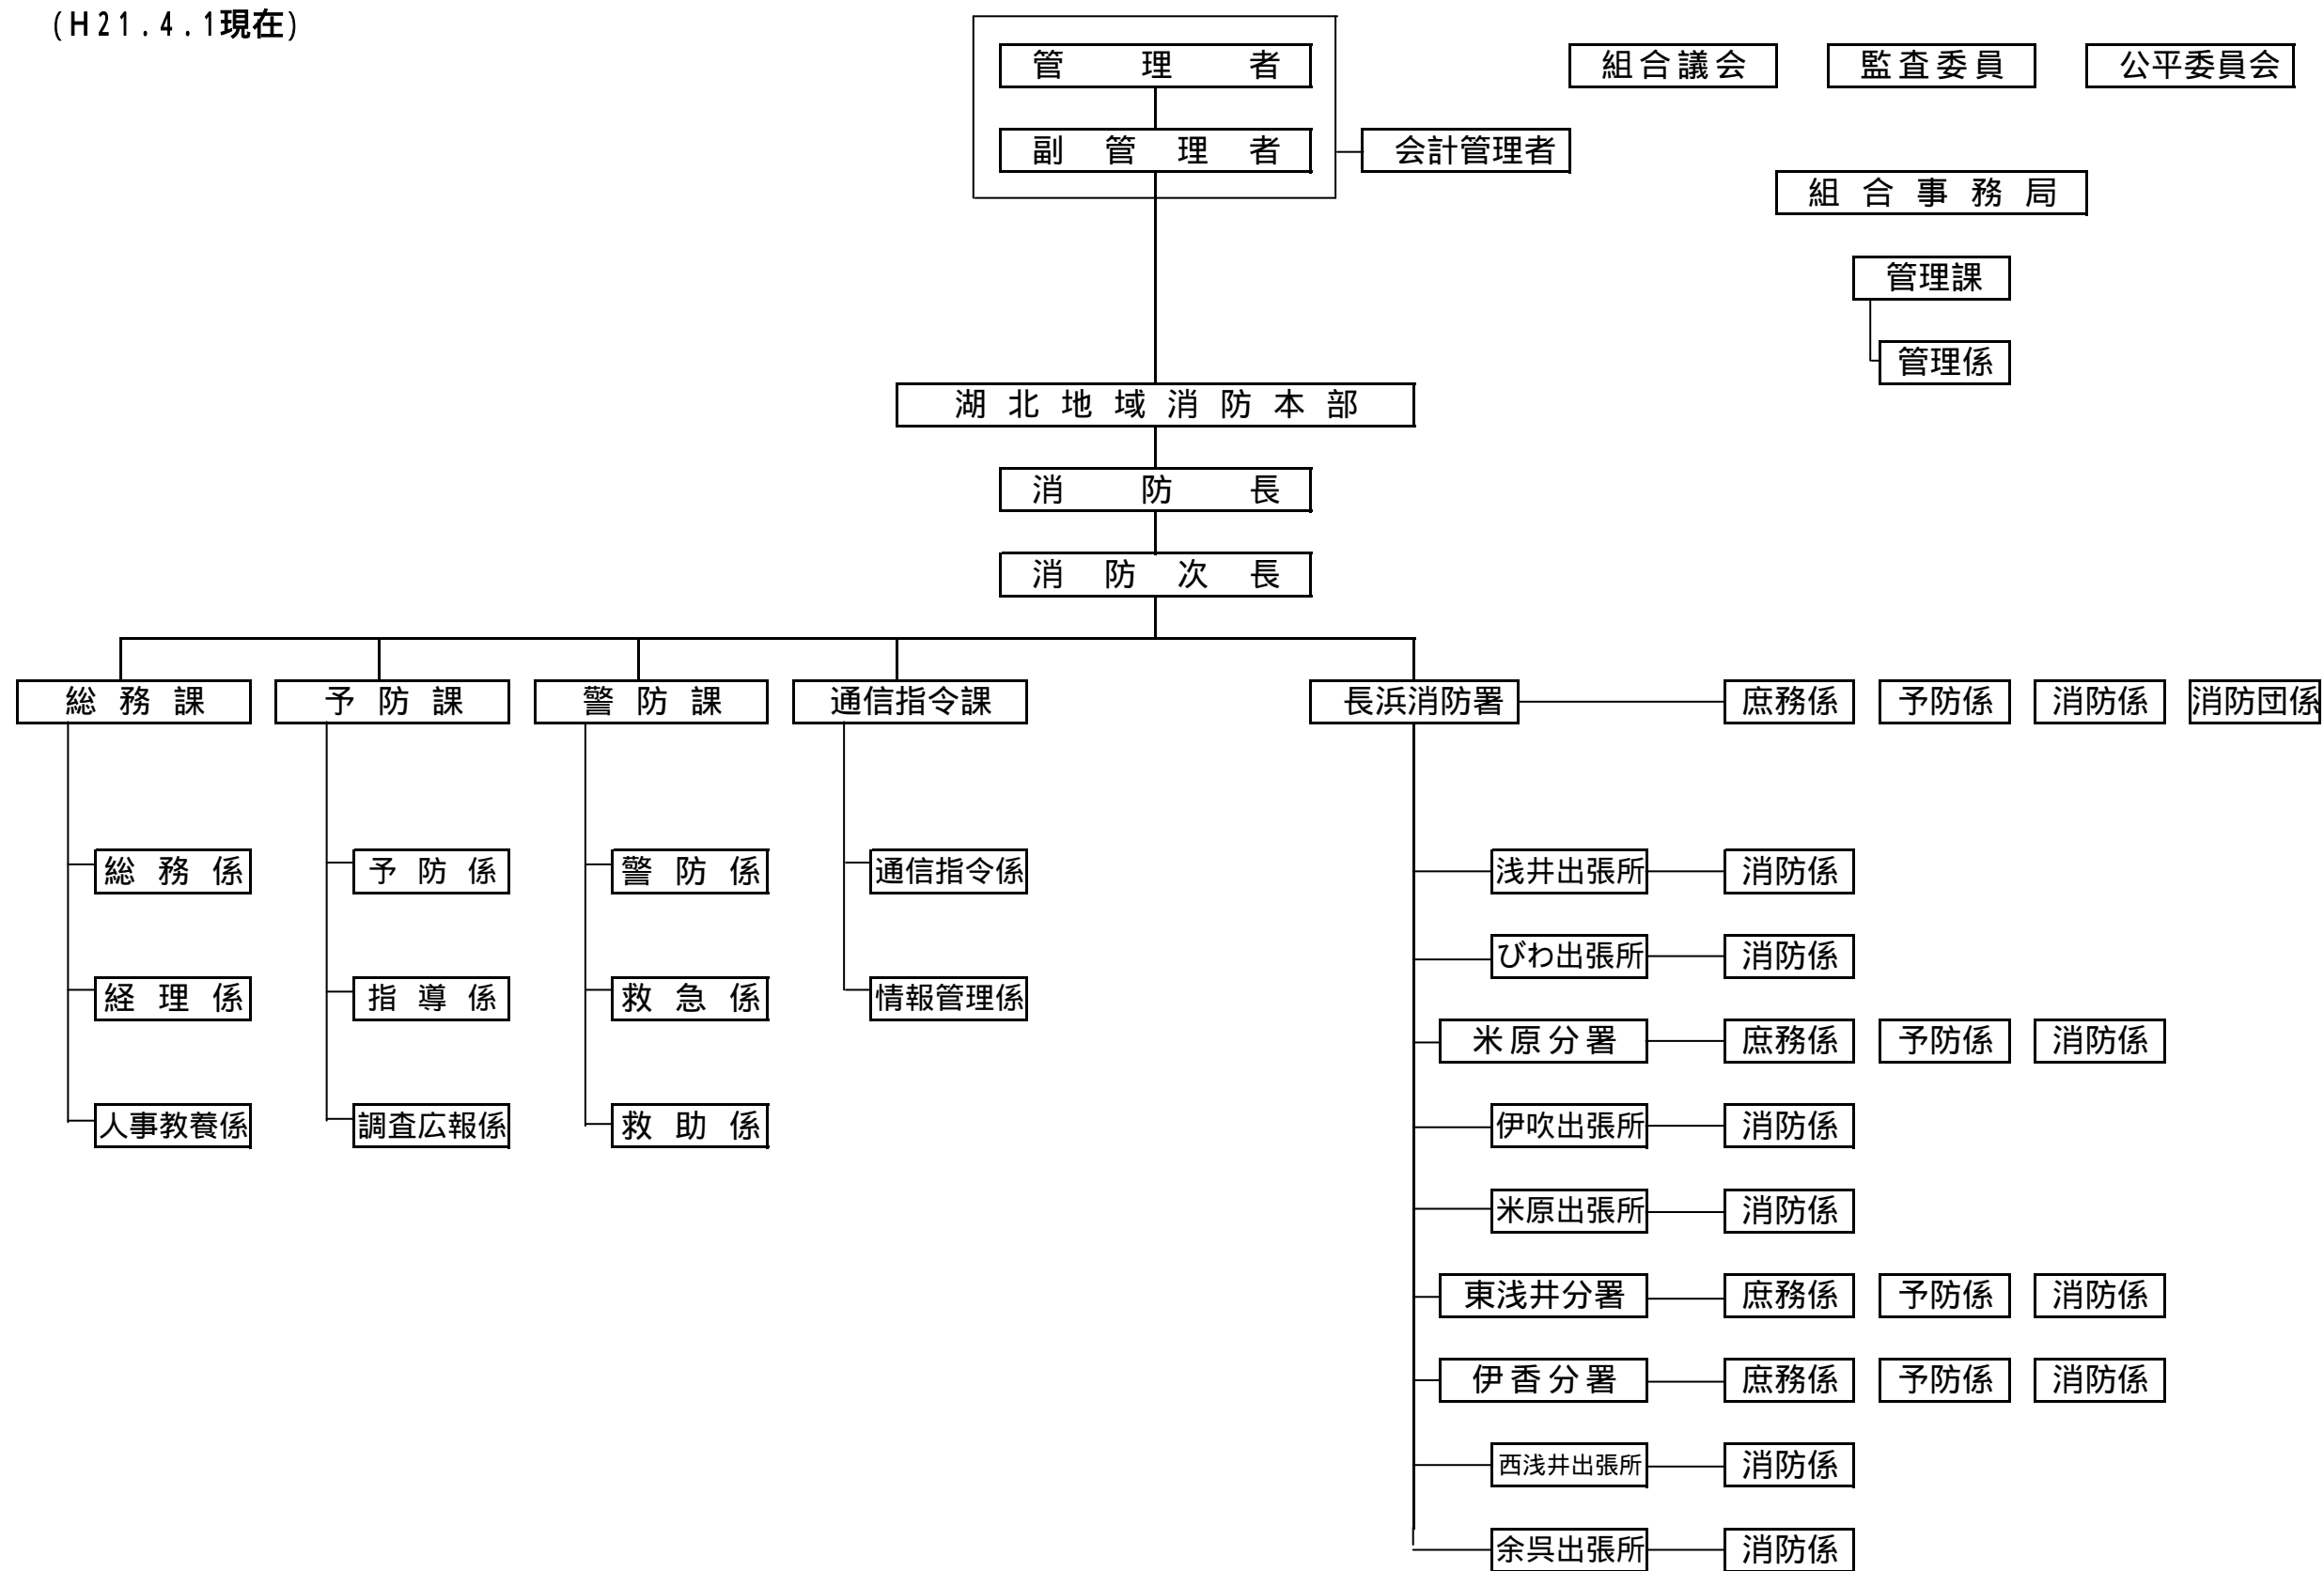 (H21.4.1現在)
管理者 組合議会 監査委員 公平委員会
副管理者 会計管理者
組合事務局
管理課
管理係
湖北地域消防本部
消防長
消防次長
総務課 予防課 警防課 通信指令課 長浜消防署 庶務係 予防係 消防係 消防団係
総務係 予防係 警防係 通信指令係 浅井出張所 消防係
びわ出張所 消防係
経理係 指導係 救急係 情報管理係
米原分署 庶務係 予防係 消防係
人事教養係 調査広報係 救助係 伊吹出張所 消防係
米原出張所 消防係
東浅井分署 庶務係 予防係 消防係
伊香分署 庶務係 予防係 消防係
西浅井出張所 消防係
余呉出張所 消防係